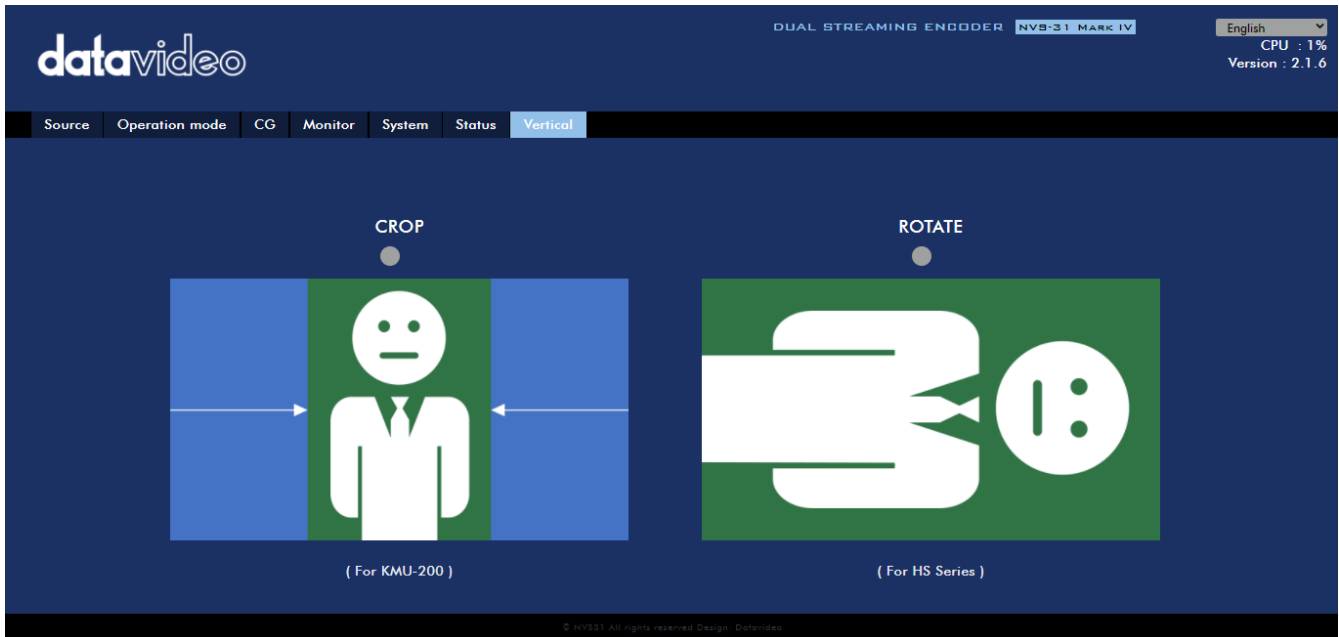 datavideo
DUAL STREAMING ENCODER NVS-31 MARK IV
English
CPU : 1%
Version : 2.1.6
Source Operation mode CG Monitor System Status Vertical
CROP
ROTATE
( For KMU-200 )
( For HS Series )
© NVS31 All rights reserved Design: Datavideo